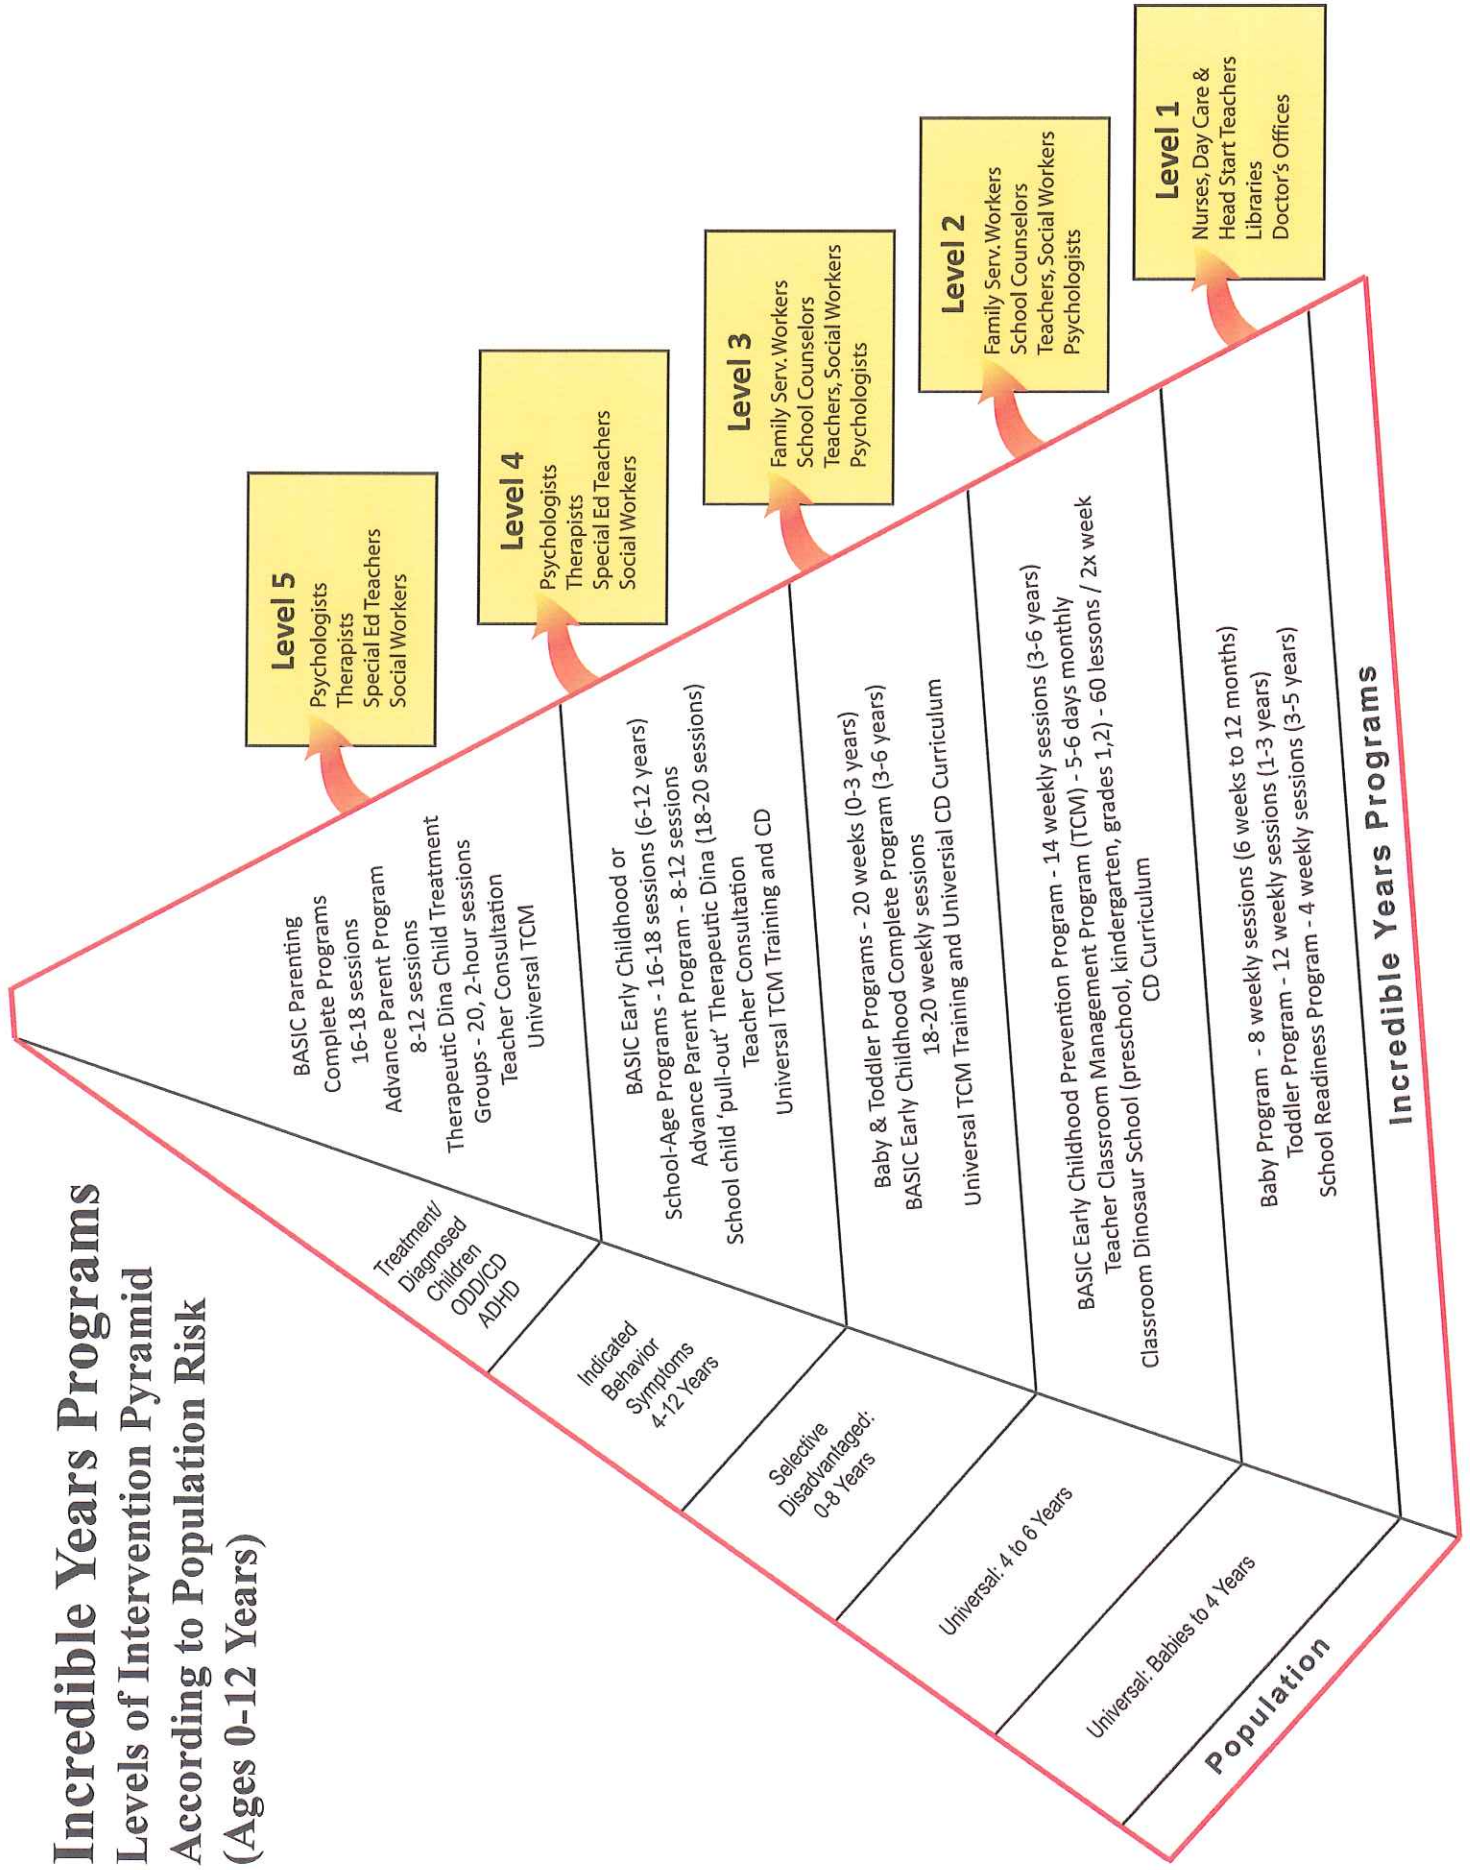 Incredible Years Programs
Levels of Intervention Pyramid
According to Population Risk
(Ages 0-12 Years)
Treatment/
Diagnosed
Children
ODD/CD
ADHD
BASIC Parenting
Complete Programs
16-18 sessions
Advance Parent Program
8-12 sessions
Therapeutic Dina Child Treatment
Groups - 20, 2-hour sessions
Teacher Consultation
Universal TCM
Level 5
Psychologists
Therapists
Special Ed Teachers
Social Workers
Indicated
Behavior
Symptoms
4-12 Years
BASIC Early Childhood or
School-Age Programs - 16-18 sessions (6-12 years)
Advance Parent Program - 8-12 sessions
School child 'pull-out' Therapeutic Dina (18-20 sessions)
Teacher Consultation
Universal TCM Training and CD
Level 4
Psychologists
Therapists
Special Ed Teachers
Social Workers
Selective
Disadvantaged:
0-8 Years
Baby & Toddler Programs - 20 weeks (0-3 years)
BASIC Early Childhood Complete Program (3-6 years)
18-20 weekly sessions
Universal TCM Training and Universial CD Curriculum
Level 3
Family Serv. Workers
School Counselors
Teachers, Social Workers
Psychologists
Universal: 4 to 6 Years
BASIC Early Childhood Prevention Program - 14 weekly sessions (3-6 years)
Teacher Classroom Management Program (TCM) - 5-6 days monthly
Classroom Dinosaur School (preschool, kindergarten, grades 1,2) - 60 lessons / 2x week
CD Curriculum
Level 2
Family Serv. Workers
School Counselors
Teachers, Social Workers
Psychologists
Universal: Babies to 4 Years
Baby Program - 8 weekly sessions (6 weeks to 12 months)
Toddler Program - 12 weekly sessions (1-3 years)
School Readiness Program - 4 weekly sessions (3-5 years)
Level 1
Nurses, Day Care &
Head Start Teachers
Libraries
Doctor's Offices
Population
Incredible Years Programs